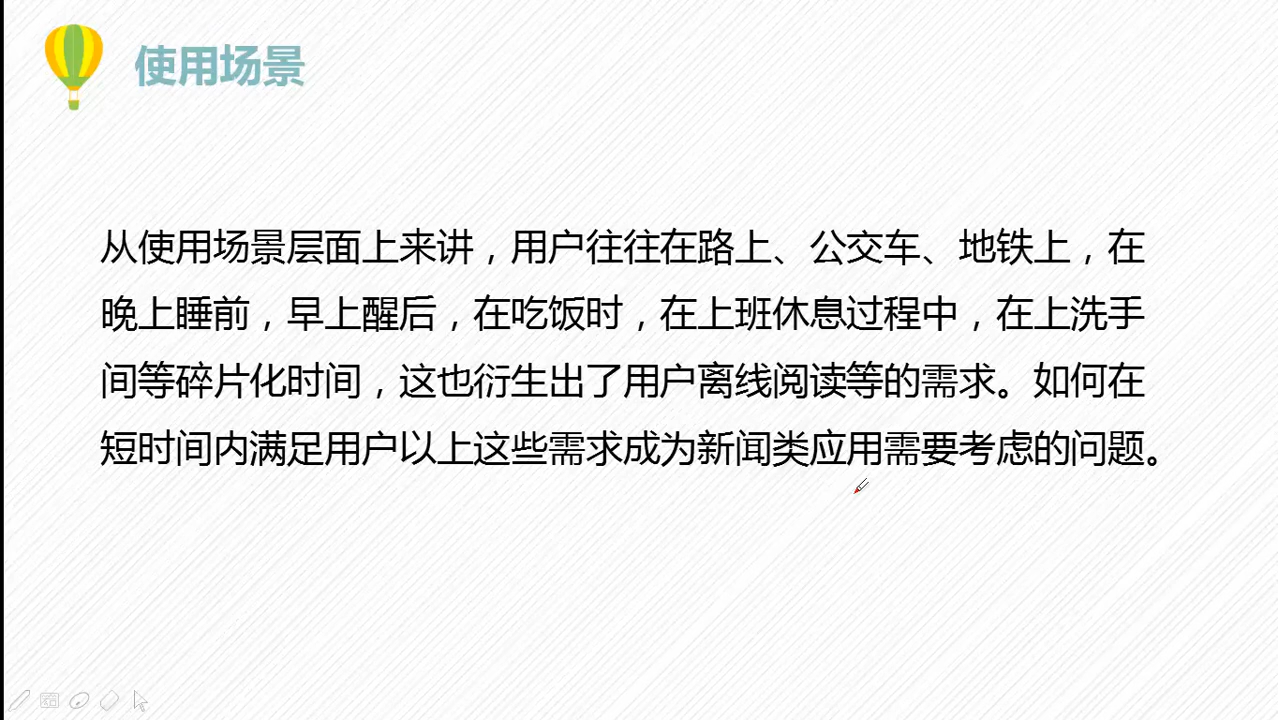 使用场景
从使用场景层面上来讲，用户往往在路上、公交车、地铁上，在
晚上睡前，早上醒后，在吃饭时，在上班休息过程中，在上洗手
间等碎片化时间，这也衍生出了用户离线阅读等的需求。如何在
短时间内满足用户以上这些需求成为新闻类应用需要考虑的问题。